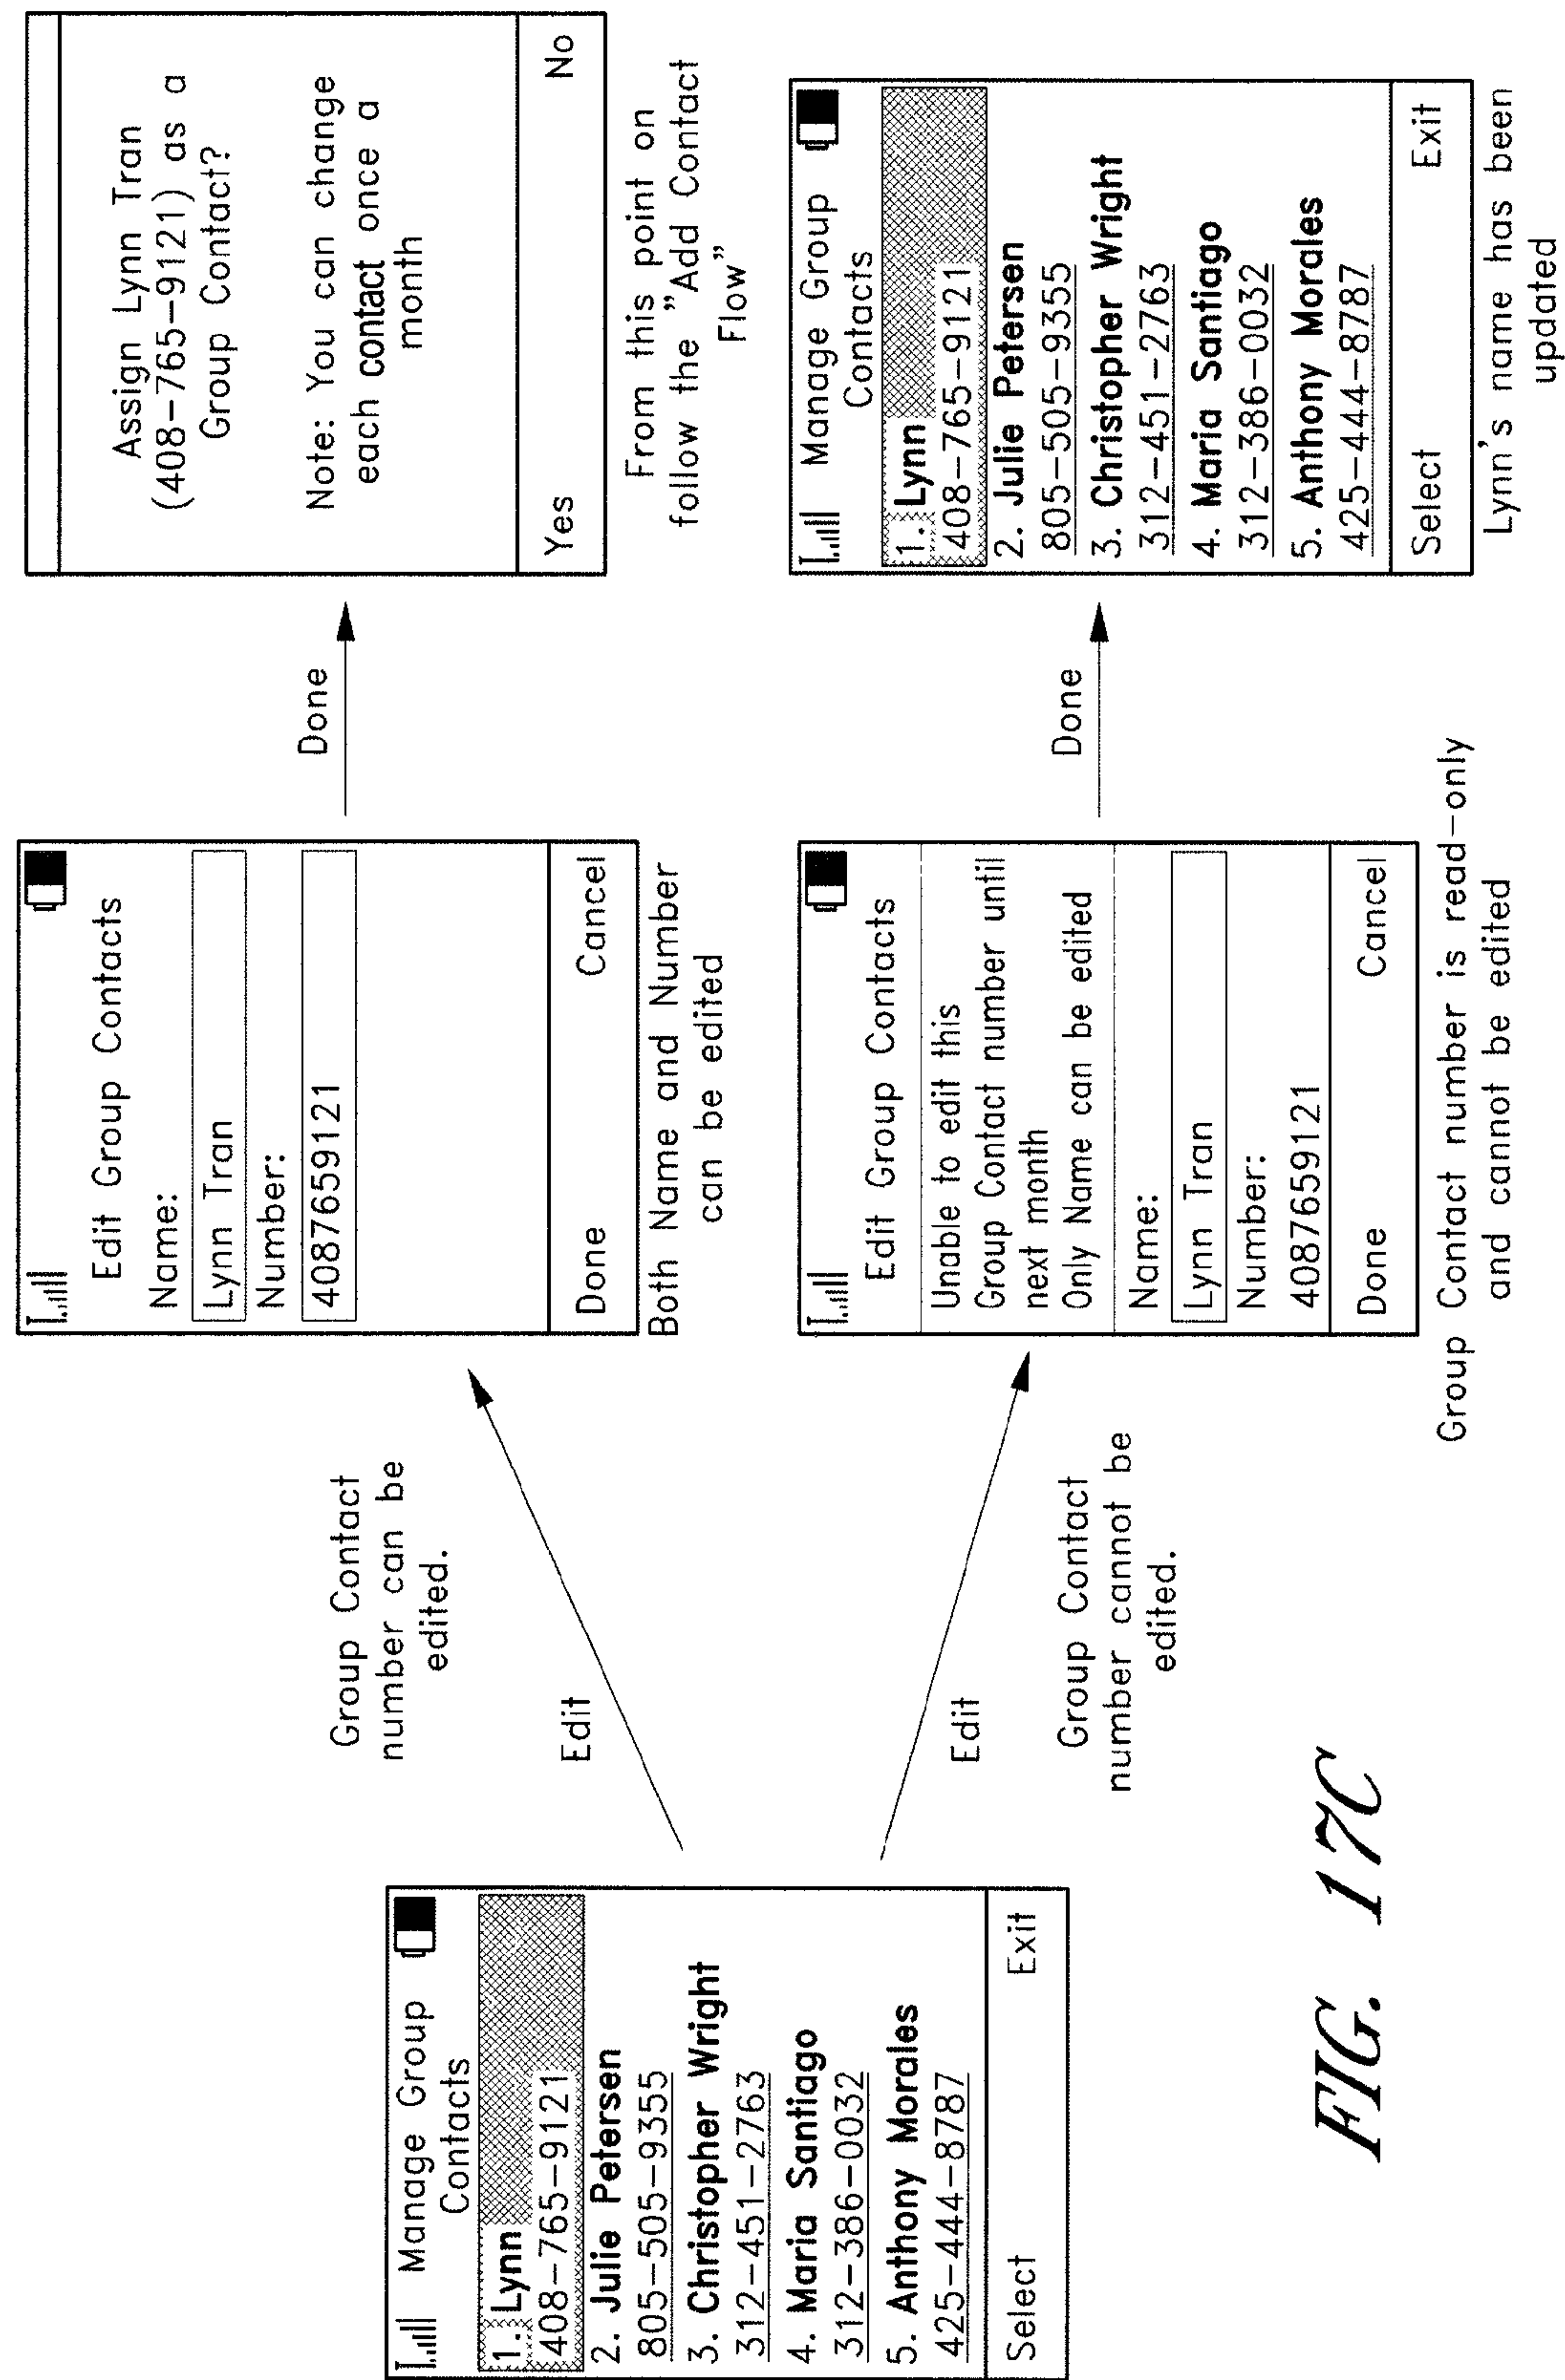 Manage Group
Contacts
1. Lynn
408-765-9121
2. Julie Petersen
805-505-9355
3. Christopher Wright
312-451-2763
4. Maria Santiago
312-386-0032
5. Anthony Morales
425-444-8787
Select Exit
Group Contact
number can be
edited.
Edit
Edit
Group Contact
number cannot be
edited.
Edit Group Contacts
Name:
Lynn Tran
Number:
4087659121
Done Cancel
Both Name and Number
can be edited
Done
Assign Lynn Tran
(408-765-9121) as a
Group Contact?
Note: You can change
each contact once a
month
Yes No
From this point on
follow the "Add Contact
Flow"
Edit Group Contacts
Unable to edit this
Group Contact number until
next month
Only Name can be edited
Name:
Lynn Tran
Number:
4087659121
Done Cancel
Group Contact number is read-only
and cannot be edited
Done
Manage Group
Contacts
1. Lynn
408-765-9121
2. Julie Petersen
805-505-9355
3. Christopher Wright
312-451-2763
4. Maria Santiago
312-386-0032
5. Anthony Morales
425-444-8787
Select Exit
Lynn's name has been
updated
FIG. 17C